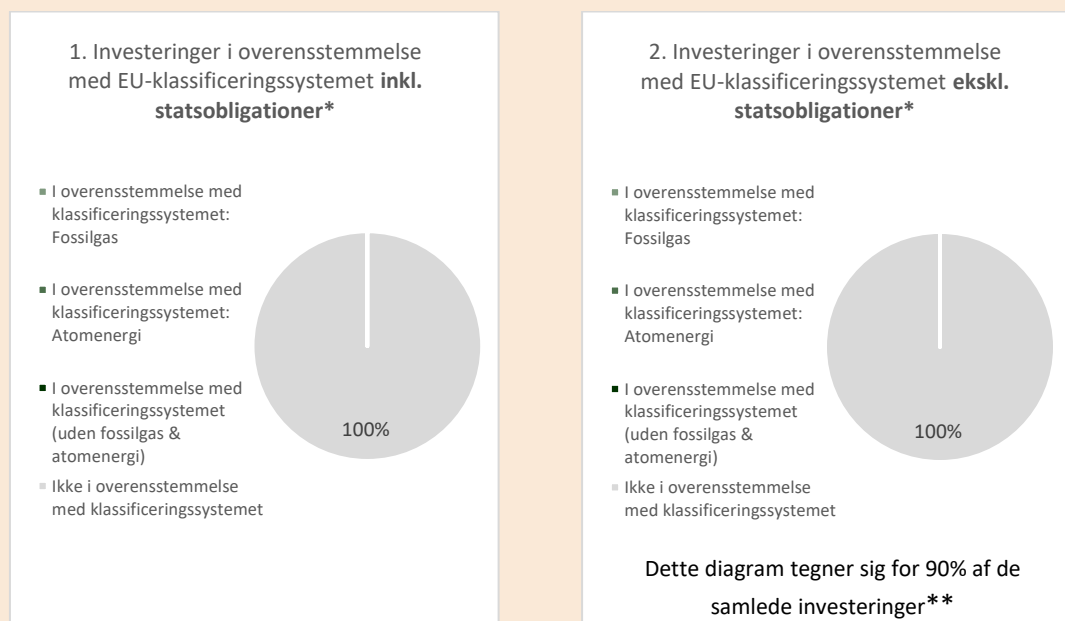 1. Investeringer i overensstemmelse
med EU-klassificeringssystemet inkl.
statsobligationer*
I overensstemmelse med
klassificeringssystemet:
Fossilgas
I overensstemmelse med
klassificeringssystemet:
Atomenergi
I overensstemmelse med
klassificeringssystemet
(uden fossilgas &
atomenergi)
Ikke i overensstemmelse
med klassificeringssystemet
100%
2. Investeringer i overensstemmelse
med EU-klassificeringssystemet ekskl.
statsobligationer*
I overensstemmelse med
klassificeringssystemet:
Fossilgas
I overensstemmelse med
klassificeringssystemet:
Atomenergi
I overensstemmelse med
klassificeringssystemet
(uden fossilgas &
atomenergi)
Ikke i overensstemmelse
med klassificeringssystemet
100%
Dette diagram tegner sig for 90% af de
samlede investeringer**